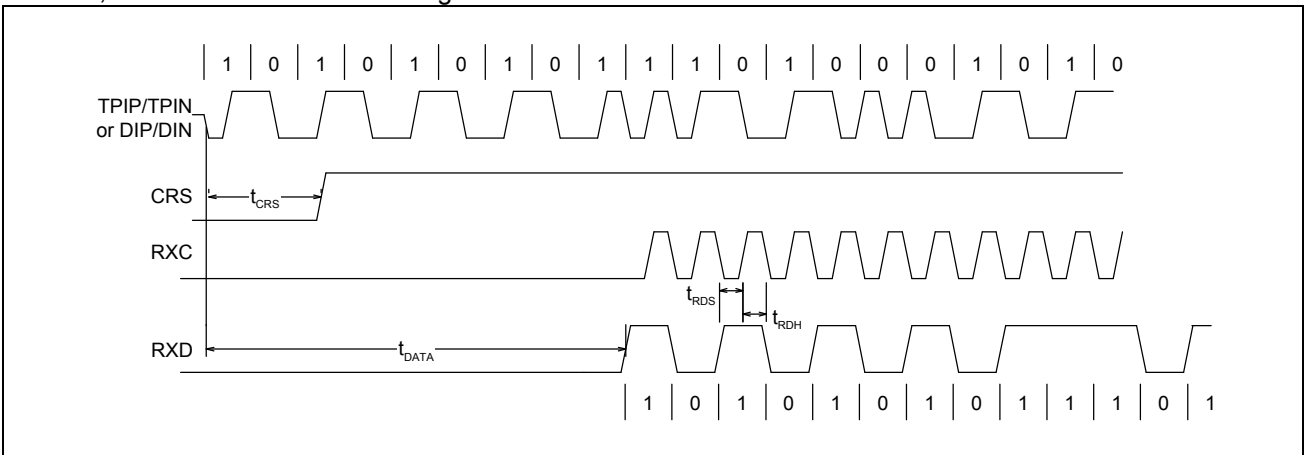 1 0 1 0 1 0 1 0 1 1 1 0 1 0 0 0 1 0 1 0
TPIP/TPIN
or DIP/DIN
CRS
tCRS
RXC
tRDS
tRDH
RXD
tDATA
1 0 1 0 1 0 1 0 1 1 1 0 1